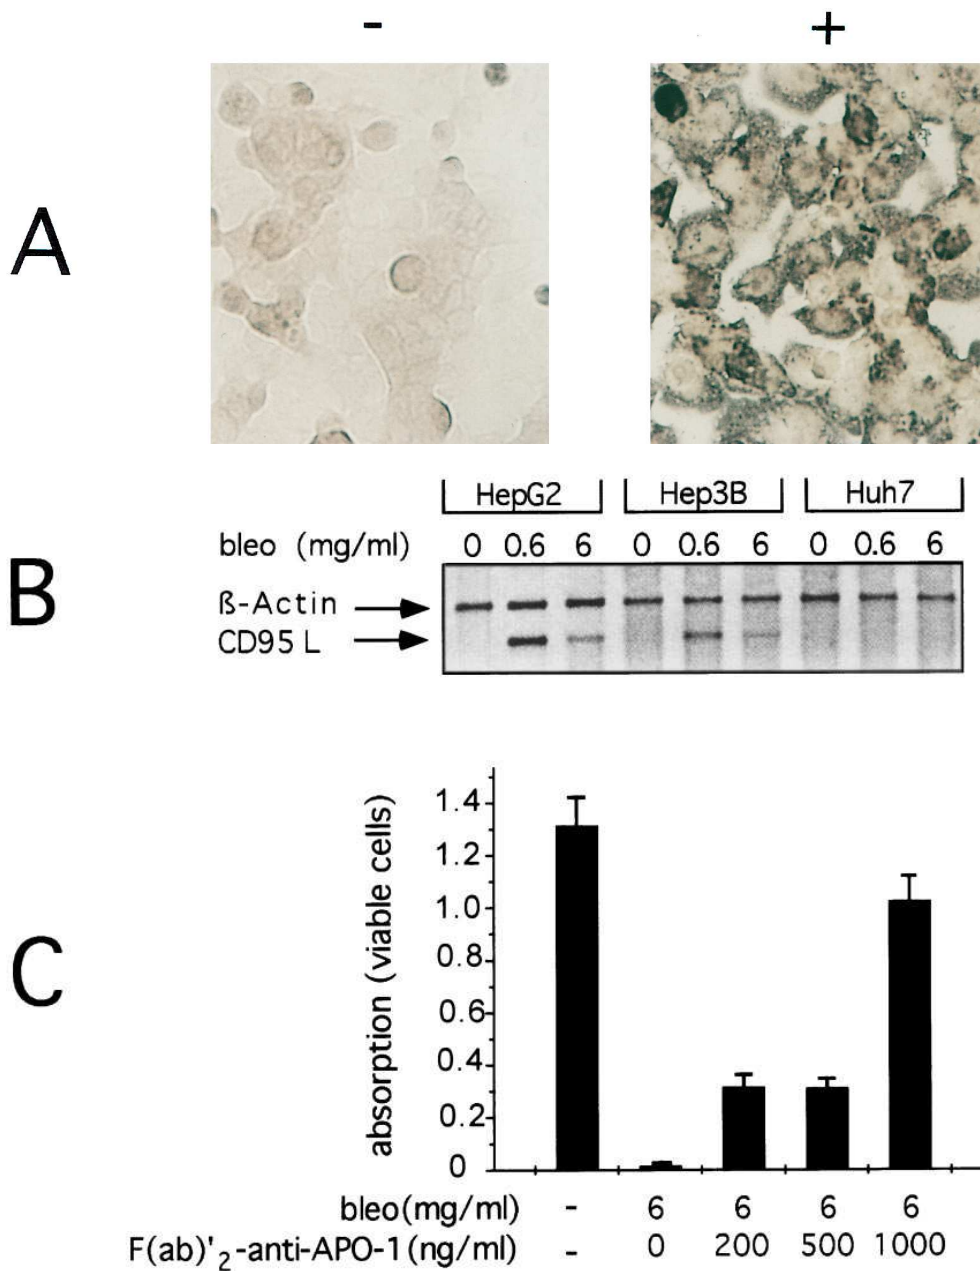 - +
A
HepG2 Hep3B Huh7
bleo (mg/ml) 0 0.6 6 0 0.6 6 0 0.6 6
B
ß-Actin
CD95 L
C
absorption (viable cells)
1.4
1.2
1.0
0.8
0.6
0.4
0.2
0
bleo(mg/ml) - 6 6 6 6
F(ab)'2-anti-APO-1(ng/ml) - 0 200 500 1000